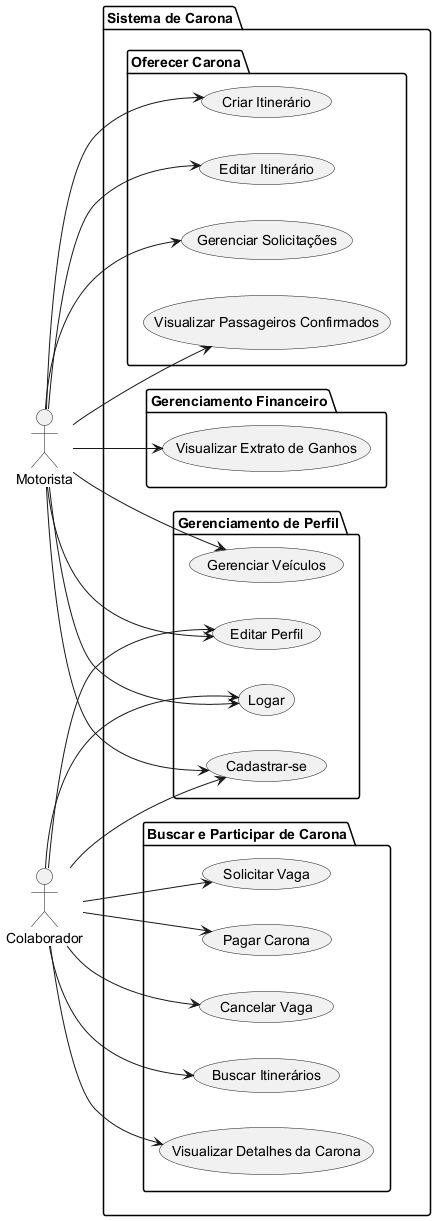 Sistema de Carona
Oferecer Carona
Criar Itinerário
Editar Itinerário
Gerenciar Solicitações
Visualizar Passageiros Confirmados
Gerenciamento Financeiro
Visualizar Extrato de Ganhos
Motorista
Gerenciamento de Perfil
Gerenciar Veículos
Editar Perfil
Logar
Cadastrar-se
Buscar e Participar de Carona
Solicitar Vaga
Colaborador
Pagar Carona
Cancelar Vaga
Buscar Itinerários
Visualizar Detalhes da Carona